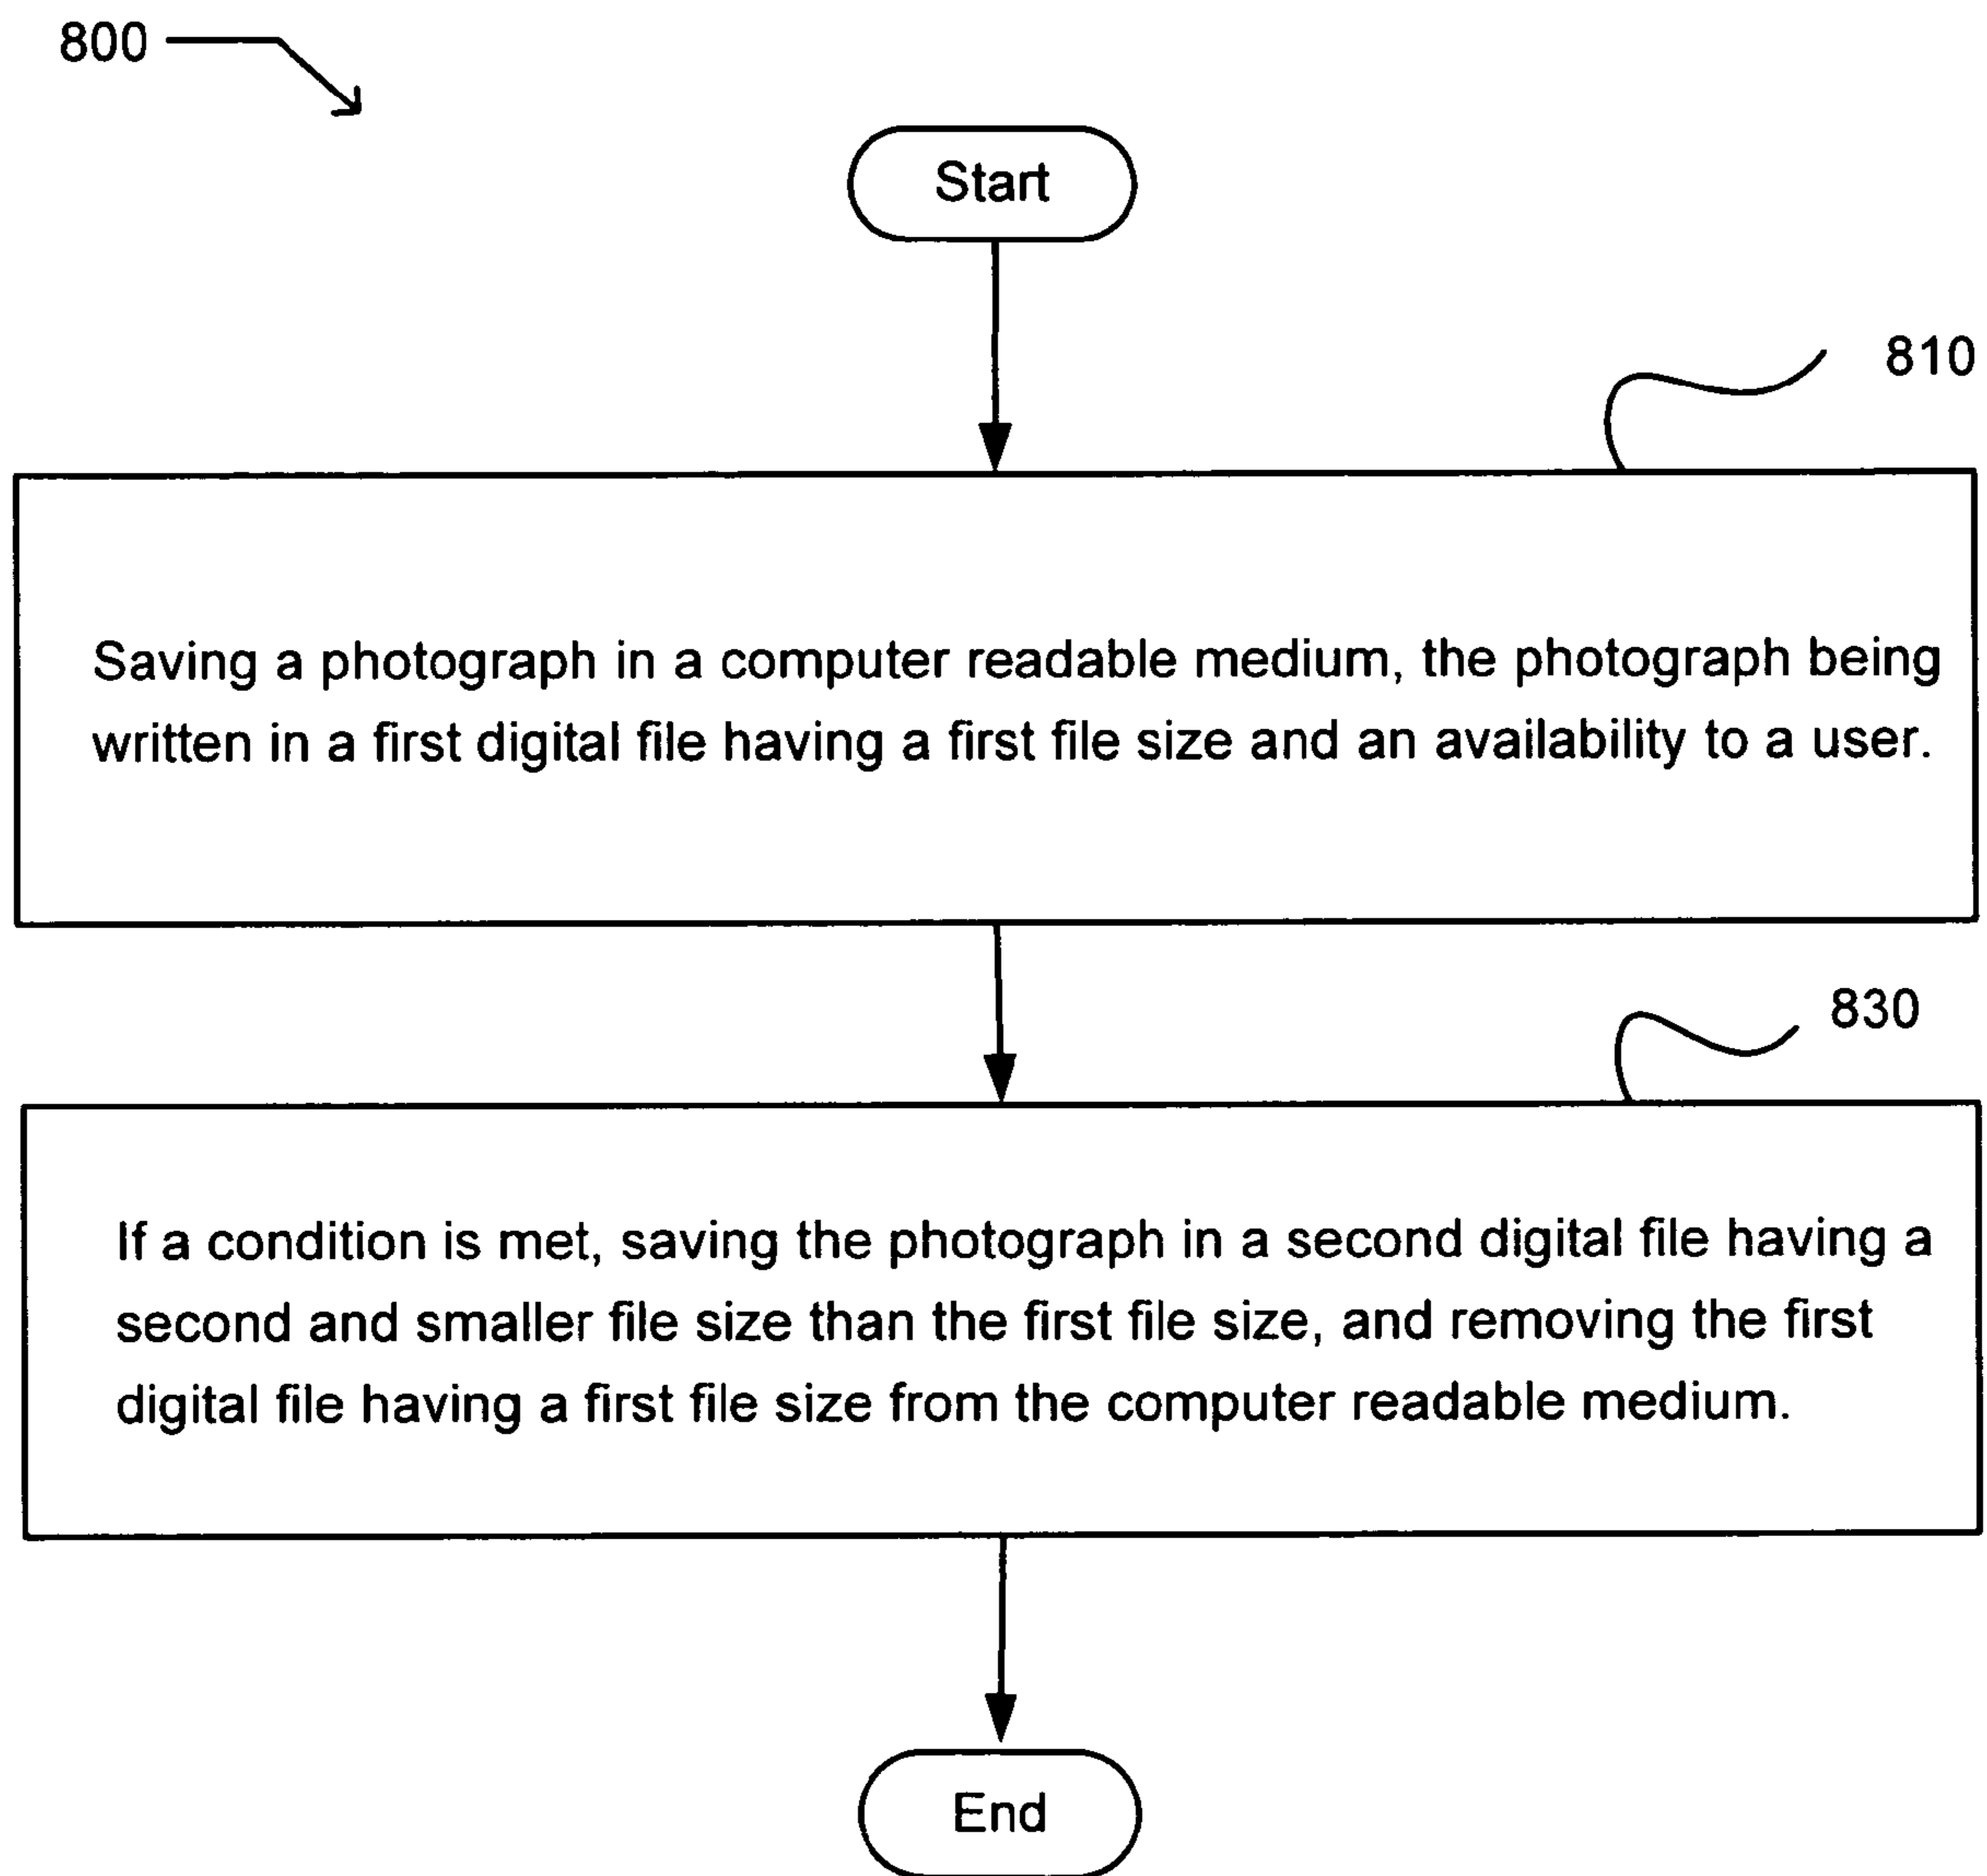 800
Start
810
Saving a photograph in a computer readable medium, the photograph being
written in a first digital file having a first file size and an availability to a user.
830
If a condition is met, saving the photograph in a second digital file having a
second and smaller file size than the first file size, and removing the first
digital file having a first file size from the computer readable medium.
End